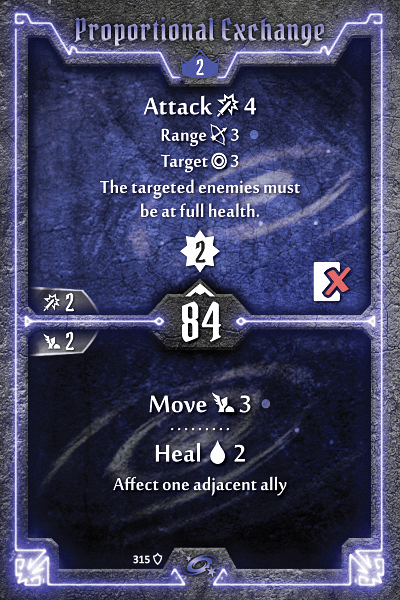 Proportional Exchange
2
Attack 4
Range 3
Target 3
The targeted enemies must
be at full health.
2
2
84
2
Move 3
Heal 2
Affect one adjacent ally
315